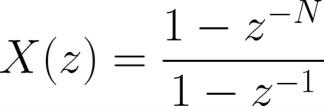 X(z) = \frac{1 - z^{-N}}{1 - z^{-1}}